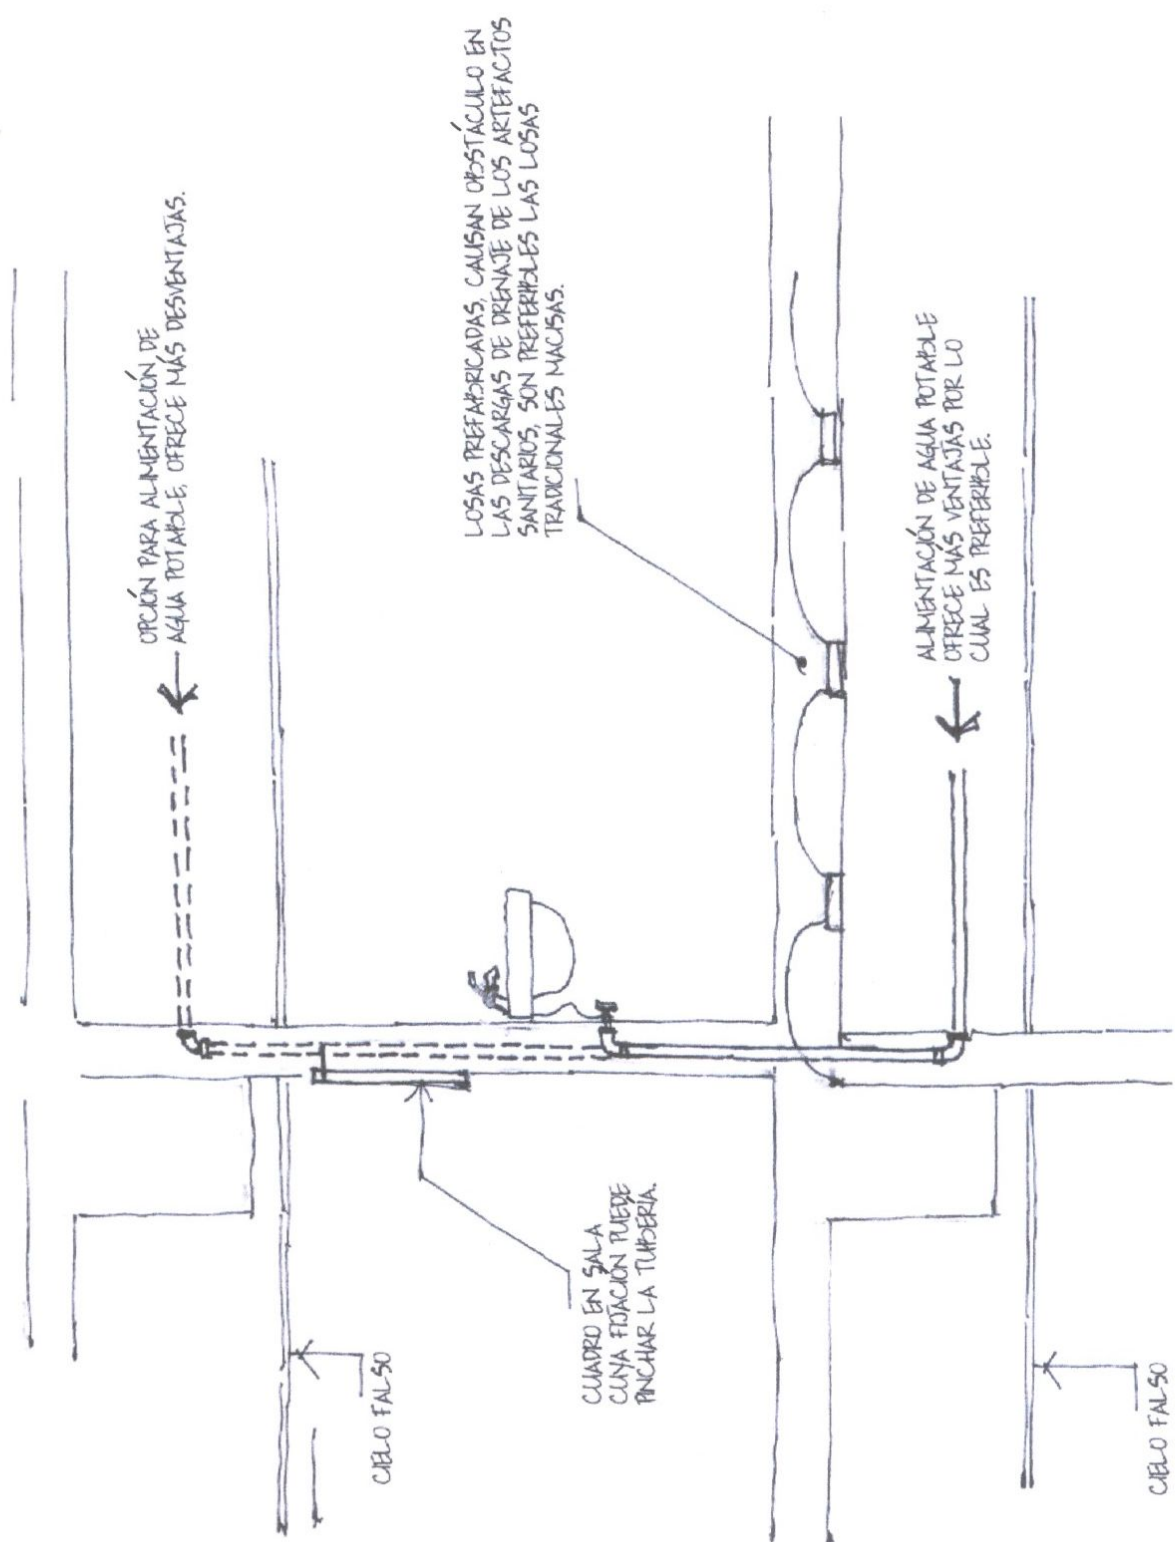 OPCIÓN PARA ALIMENTACIÓN DE
AGUA POTABLE, OFRECE MÁS DESVENTAJAS.
CIELO FALSO
CUADRO EN SALA
CUYA FIJACIÓN PUEDE
PINCHAR LA TUBERÍA.
LOSAS PREFABRICADAS, CAUSAN OBSTÁCULO EN
LAS DESCARGAS DE DRENAJE DE LOS ARTEFACTOS
SANITARIOS, SON PREFERIBLES LAS LOSAS
TRADICIONALES MACISAS.
ALIMENTACIÓN DE AGUA POTABLE
OFRECE MÁS VENTAJAS POR LO
CUAL ES PREFERIBLE.
CIELO FALSO